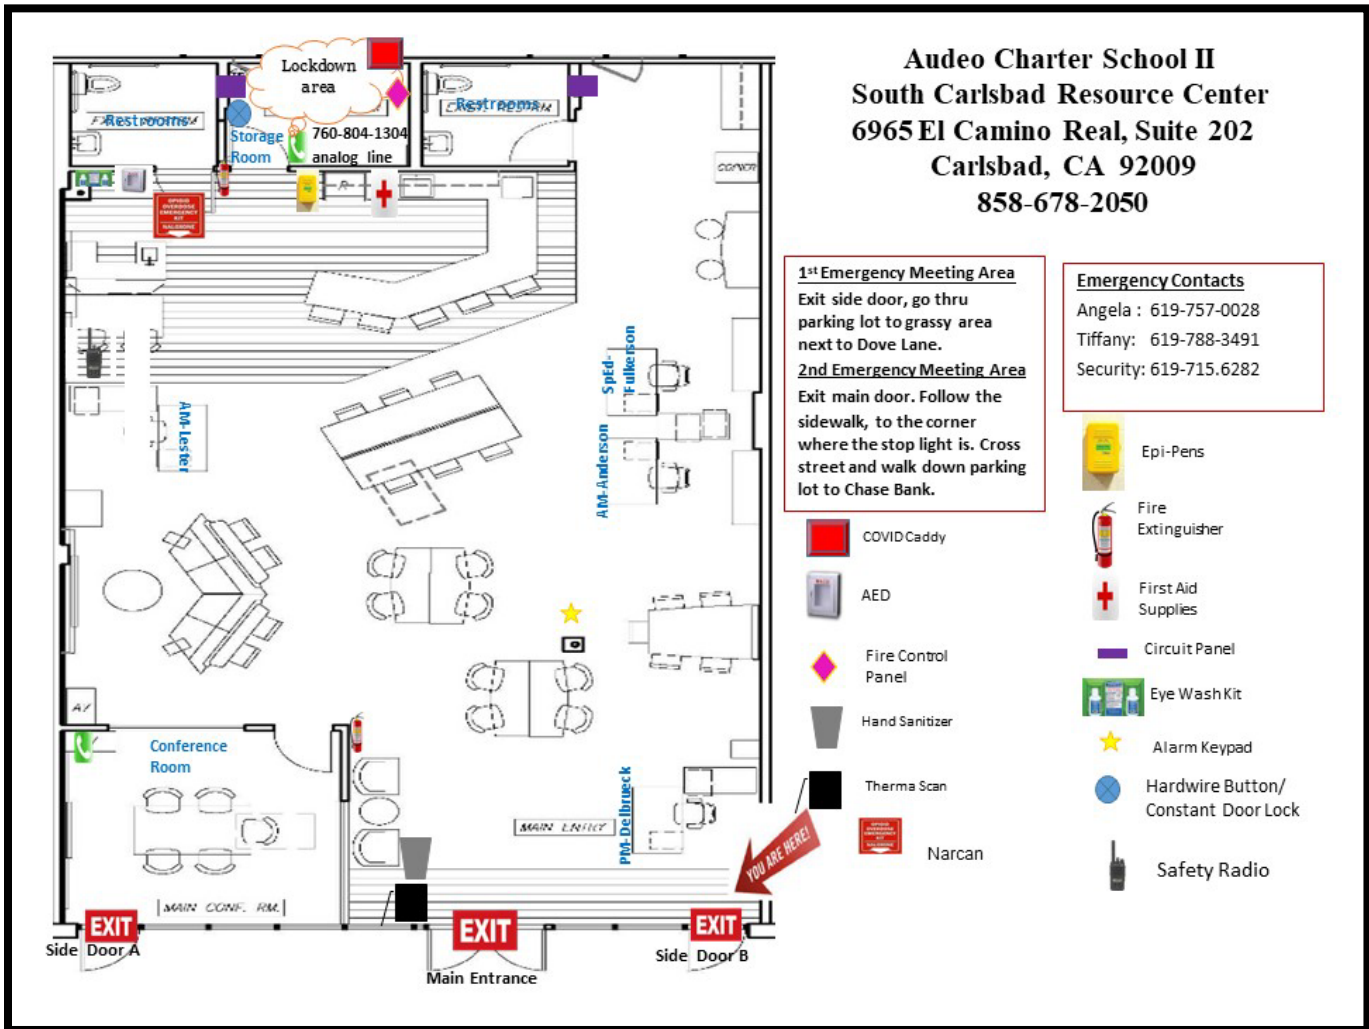 Audeo Charter School II
South Carlsbad Resource Center
6965 El Camino Real, Suite 202
Carlsbad, CA 92009
858-678-2050
Lockdown
area
Restrooms
Restrooms
Storage
Room
760-804-1304
analog line
COPIER
R
OPIOID
OVERDOSE
EMERGENCY
KIT
NALOXONE
1st Emergency Meeting Area
Exit side door, go thru
parking lot to grassy area
next to Dove Lane.
2nd Emergency Meeting Area
Exit main door. Follow the
sidewalk, to the corner
where the stop light is. Cross
street and walk down parking
lot to Chase Bank.
Emergency Contacts
Angela : 619-757-0028
Tiffany: 619-788-3491
Security: 619-715.6282
SpEd-
Fulkerson
AM-Lester
AM-Anderson
COVID Caddy
AED
Fire Control
Panel
Hand Sanitizer
Therma Scan
Narcan
Epi-Pens
Fire
Extinguisher
First Aid
Supplies
Circuit Panel
Eye Wash Kit
Alarm Keypad
Hardwire Button/
Constant Door Lock
Safety Radio
AV
Conference
Room
PM-Delbrueck
MAIN ENTRY
YOU ARE HERE!
MAIN CONF. RM.
EXIT
EXIT
EXIT
Side Door A
Main Entrance
Side Door B